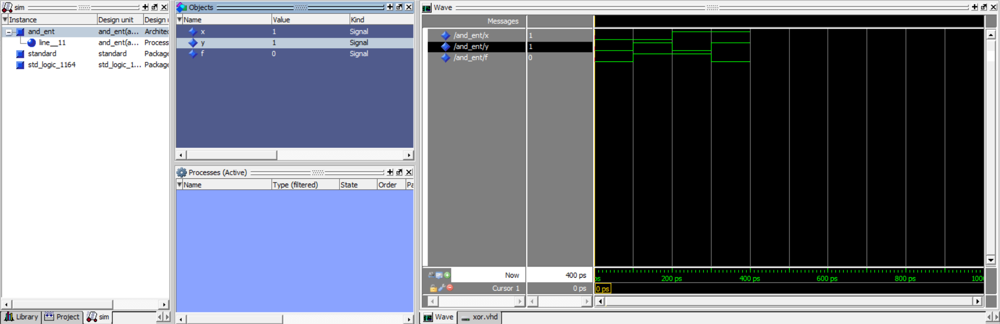 sim
Instance Design unit Design
and_ent and_ent(a... Architec
line__11 and_ent(a... Process
standard standard Package
std_logic_1164 std_logic_1... Package
Library Project sim
Objects
Name Value Kind
x 1 Signal
y 1 Signal
f 0 Signal
Processes (Active)
Name Type (filtered) State Order Pa
Wave
Messages
/and_ent/x 1
/and_ent/y 1
/and_ent/f 0
Now 400 ps
ps 200 ps 400 ps 600 ps 800 ps 100
Cursor 1 0 ps
0 ps
Wave xor.vhd